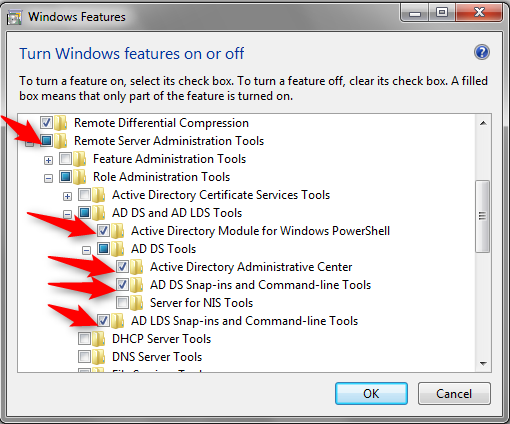 Windows Features
Turn Windows features on or off
To turn a feature on, select its check box. To turn a feature off, clear its check box. A filled
box means that only part of the feature is turned on.
Remote Differential Compression
Remote Server Administration Tools
Feature Administration Tools
Role Administration Tools
Active Directory Certificate Services Tools
AD DS and AD LDS Tools
Active Directory Module for Windows PowerShell
AD DS Tools
Active Directory Administrative Center
AD DS Snap-ins and Command-line Tools
Server for NIS Tools
AD LDS Snap-ins and Command-line Tools
DHCP Server Tools
DNS Server Tools
OK
Cancel